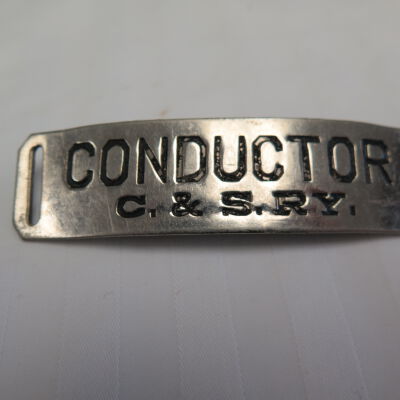 CONDUCTOR
C. & S. RY.